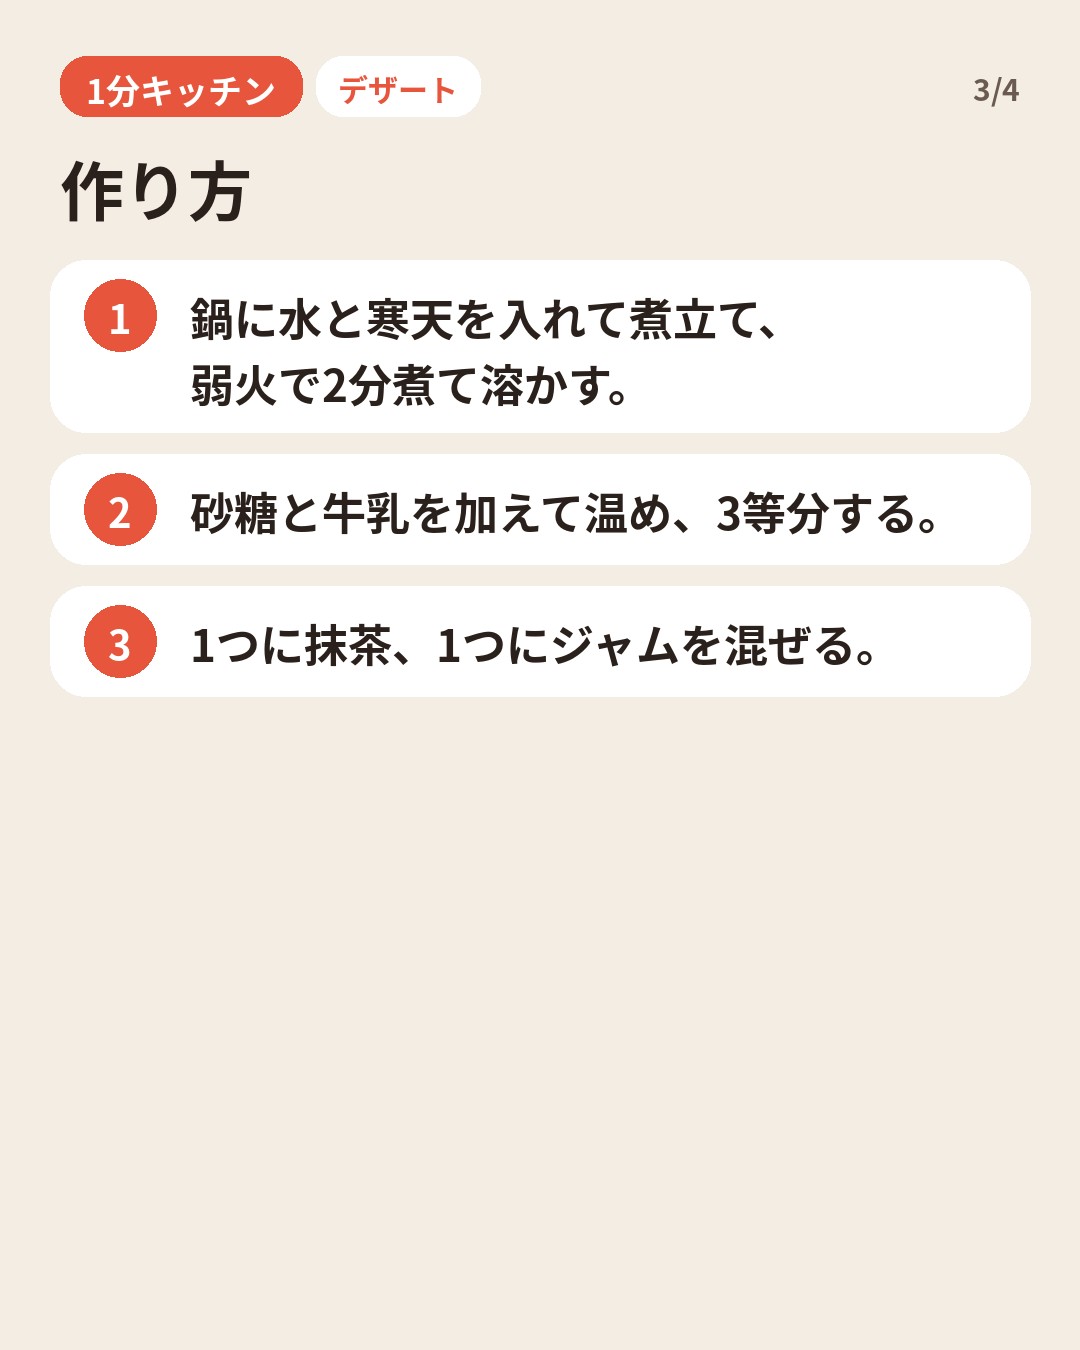 1分キッチン デザート 3/4
作り方
1 鍋に水と寒天を入れて煮立て、
弱火で2分煮て溶かす。
2 砂糖と牛乳を加えて温め、3等分する。
3 1つに抹茶、1つにジャムを混ぜる。